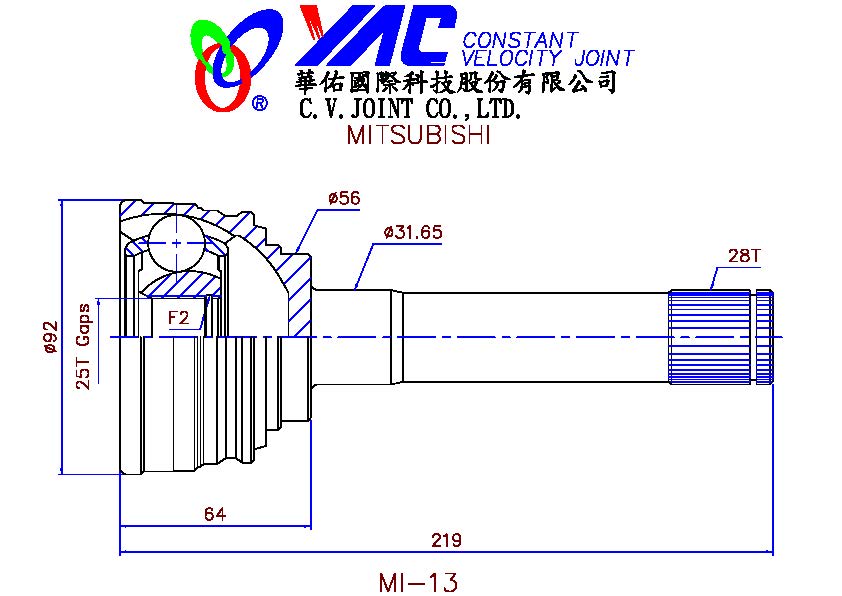 YAC CONSTANT
VELOCITY JOINT
®
華佑國際科技股份有限公司
C.V.JOINT CO.,LTD.
MITSUBISHI
ø56
ø31.65
28T
F2
ø92
25T Gaps
64
219
MI-13